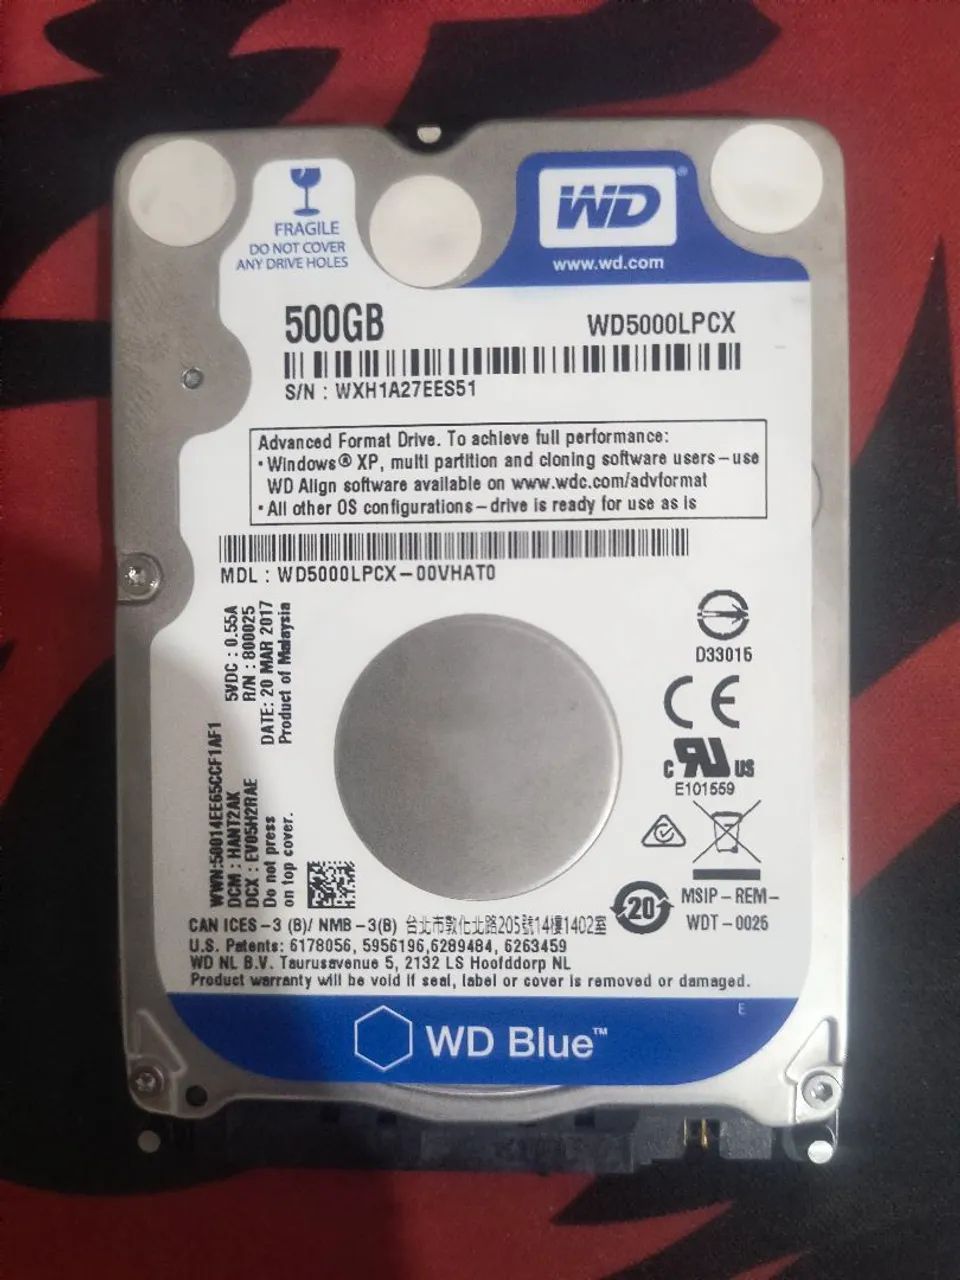 FRAGILE
DO NOT COVER
ANY DRIVE HOLES
WD®
www.wd.com
500GB
WD5000LPCX
S/N : WXH1A27EES51
Advanced Format Drive. To achieve full performance:
• Windows® XP, multi partition and cloning software users – use
WD Align software available on www.wdc.com/advformat
• All other OS configurations – drive is ready for use as is
MDL : WD5000LPCX – 00VHAT0
5VDC : 0.55A
R/N : 800025
DATE: 20 MAR 2017
Product of Malaysia
WWN:50014EE65CCF1AF1
DCM : HANT2AK
DCX : EV05H2RAE
Do not press
on top cover.
D33015
CE
c RU US
E101559
20
MSIP – REM –
WDT – 0025
CAN ICES – 3 (B)/ NMB – 3(B) 台北市敦化北路205號14樓1402室
U.S. Patents: 6178056, 5956196,6289484, 6263459
WD NL B.V. Taurusavenue 5, 2132 LS Hoofddorp NL
Product warranty will be void if seal, label or cover is removed or damaged.
E
WD Blue™